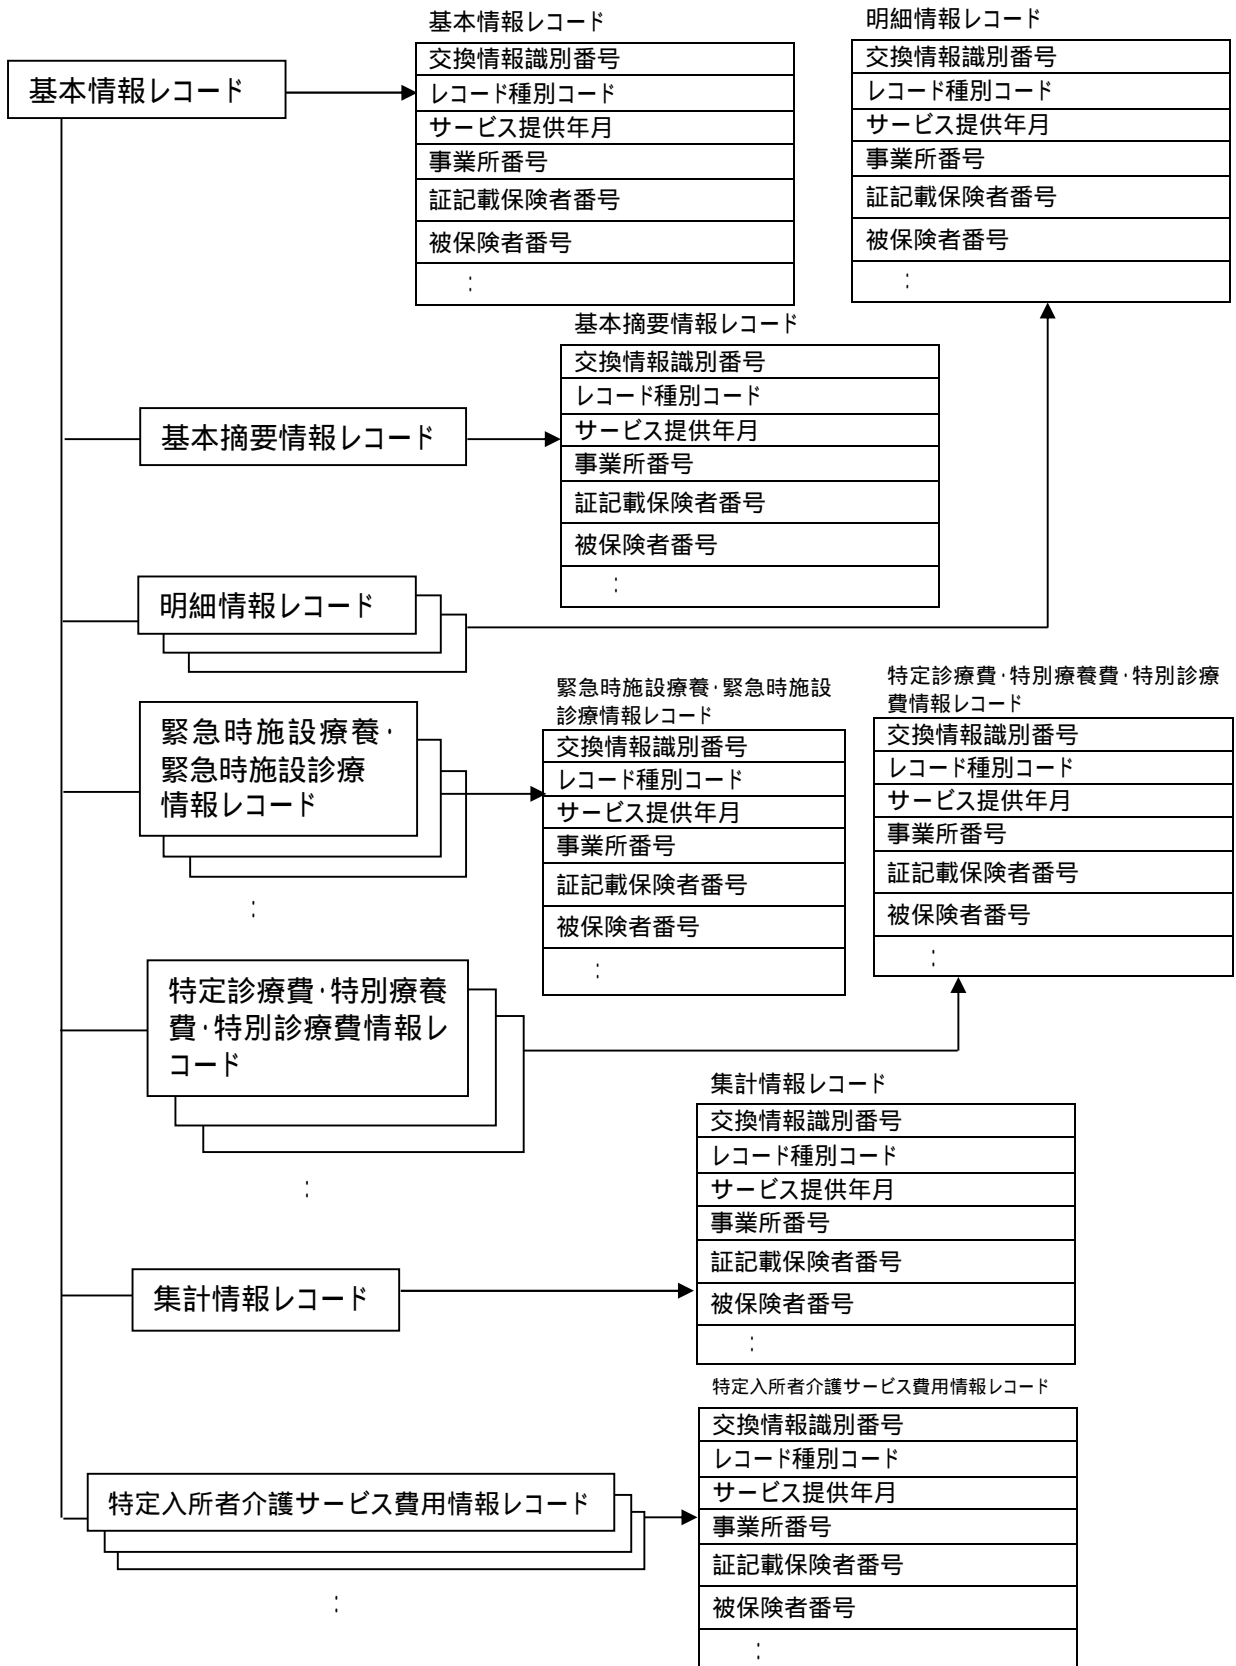 基本情報レコード
基本情報レコード
交換情報識別番号
レコード種別コード
サービス提供年月
事業所番号
証記載保険者番号
被保険者番号
:
明細情報レコード
交換情報識別番号
レコード種別コード
サービス提供年月
事業所番号
証記載保険者番号
被保険者番号
:
基本摘要情報レコード
基本摘要情報レコード
交換情報識別番号
レコード種別コード
サービス提供年月
事業所番号
証記載保険者番号
被保険者番号
:
明細情報レコード
緊急時施設療養・
緊急時施設診療
情報レコード
:
緊急時施設療養・緊急時施設
診療情報レコード
交換情報識別番号
レコード種別コード
サービス提供年月
事業所番号
証記載保険者番号
被保険者番号
:
特定診療費・特別療養費・特別診療
費情報レコード
交換情報識別番号
レコード種別コード
サービス提供年月
事業所番号
証記載保険者番号
被保険者番号
:
特定診療費・特別療養
費・特別診療費情報レ
コード
:
集計情報レコード
集計情報レコード
交換情報識別番号
レコード種別コード
サービス提供年月
事業所番号
証記載保険者番号
被保険者番号
:
特定入所者介護サービス費用情報レコード
:
特定入所者介護サービス費用情報レコード
交換情報識別番号
レコード種別コード
サービス提供年月
事業所番号
証記載保険者番号
被保険者番号
: